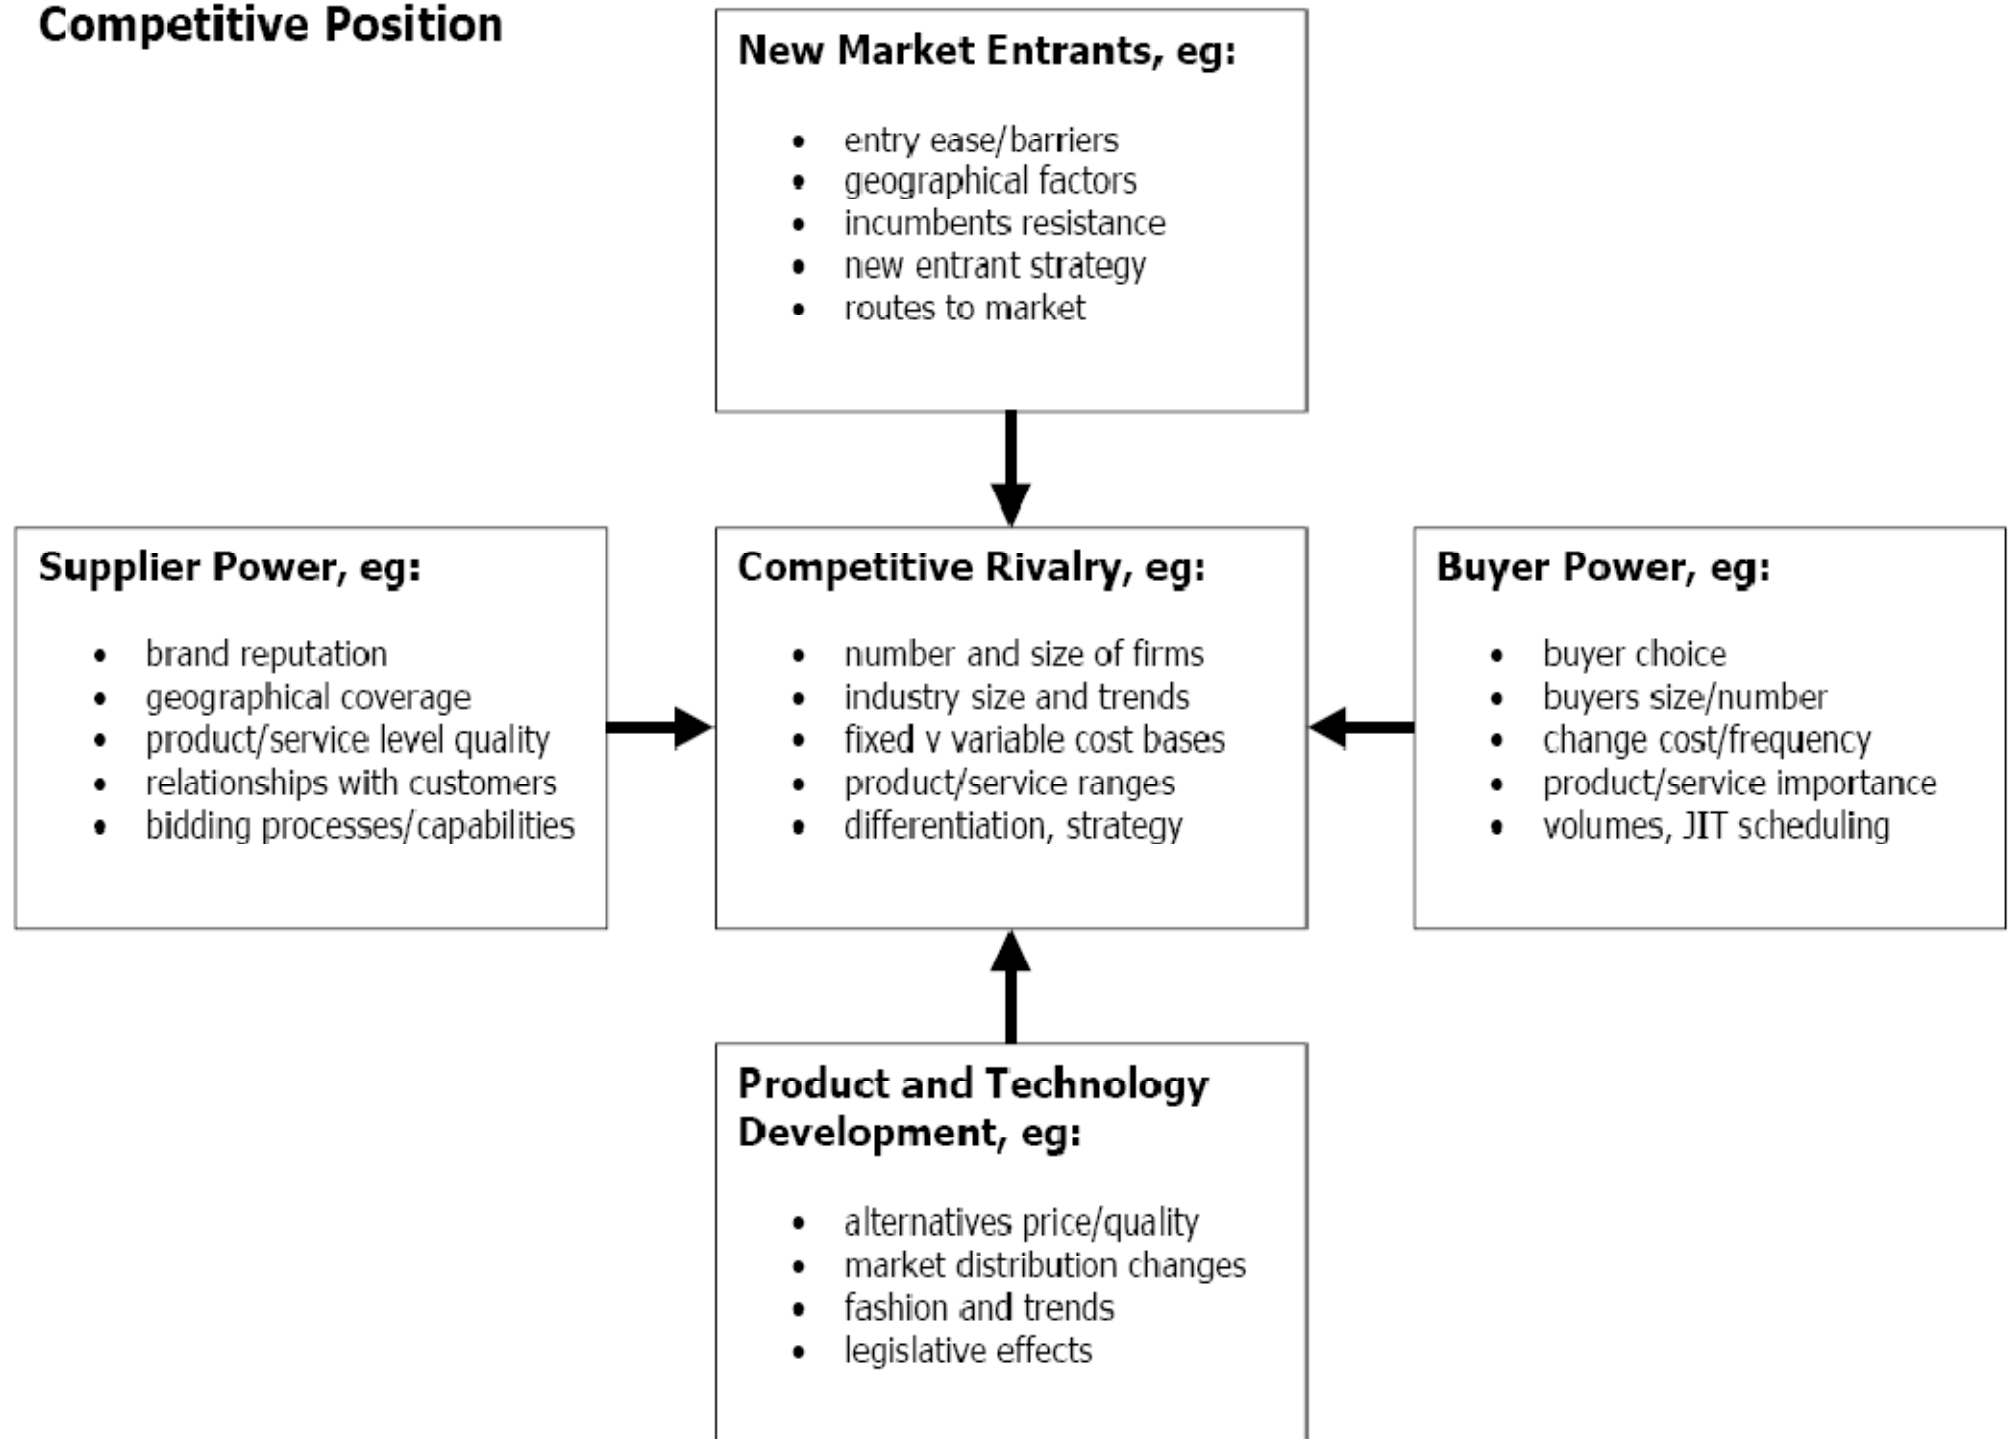 Competitive Position
New Market Entrants, eg:
• entry ease/barriers
• geographical factors
• incumbents resistance
• new entrant strategy
• routes to market
Supplier Power, eg:
• brand reputation
• geographical coverage
• product/service level quality
• relationships with customers
• bidding processes/capabilities
Competitive Rivalry, eg:
• number and size of firms
• industry size and trends
• fixed v variable cost bases
• product/service ranges
• differentiation, strategy
Buyer Power, eg:
• buyer choice
• buyers size/number
• change cost/frequency
• product/service importance
• volumes, JIT scheduling
Product and Technology
Development, eg:
• alternatives price/quality
• market distribution changes
• fashion and trends
• legislative effects